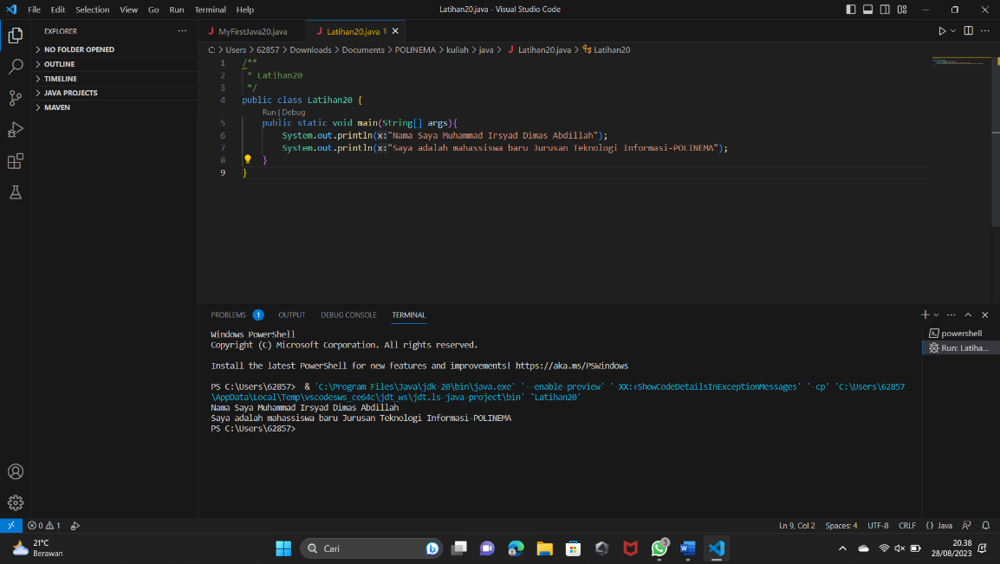 File Edit Selection View Go Run Terminal Help
Latihan20.java - Visual Studio Code
EXPLORER
NO FOLDER OPENED
OUTLINE
TIMELINE
JAVA PROJECTS
MAVEN
MyFirstJava20.java
Latihan20.java 1
C: > Users > 62857 > Downloads > Documents > POLINEMA > kuliah > java > Latihan20.java > Latihan20
1 /**
2 * Latihan20
3 */
4 public class Latihan20 {
Run | Debug
5 public static void main(String[] args){
6 System.out.println(x:"Nama Saya Muhammad Irsyad Dimas Abdillah");
7 System.out.println(x:"Saya adalah mahassiswa baru Jurusan Teknologi Informasi-POLINEMA");
8 }
9 }
PROBLEMS 1 OUTPUT DEBUG CONSOLE TERMINAL
Windows PowerShell
Copyright (C) Microsoft Corporation. All rights reserved.
Install the latest PowerShell for new features and improvements! https://aka.ms/PSWindows
PS C:\Users\62857> & 'C:\Program Files\Java\jdk-20\bin\java.exe' '--enable-preview' '-XX:+ShowCodeDetailsInExceptionMessages' '-cp' 'C:\Users\62857
\AppData\Local\Temp\vscodesws_ce64c\jdt_ws\jdt.ls-java-project\bin' 'Latihan20'
Nama Saya Muhammad Irsyad Dimas Abdillah
Saya adalah mahassiswa baru Jurusan Teknologi Informasi-POLINEMA
PS C:\Users\62857>
powershell
Run: Latiha...
0 1
Ln 9, Col 2 Spaces: 4 UTF-8 CRLF {} Java
21°C
Berawan
Cari
3
20.38
28/08/2023